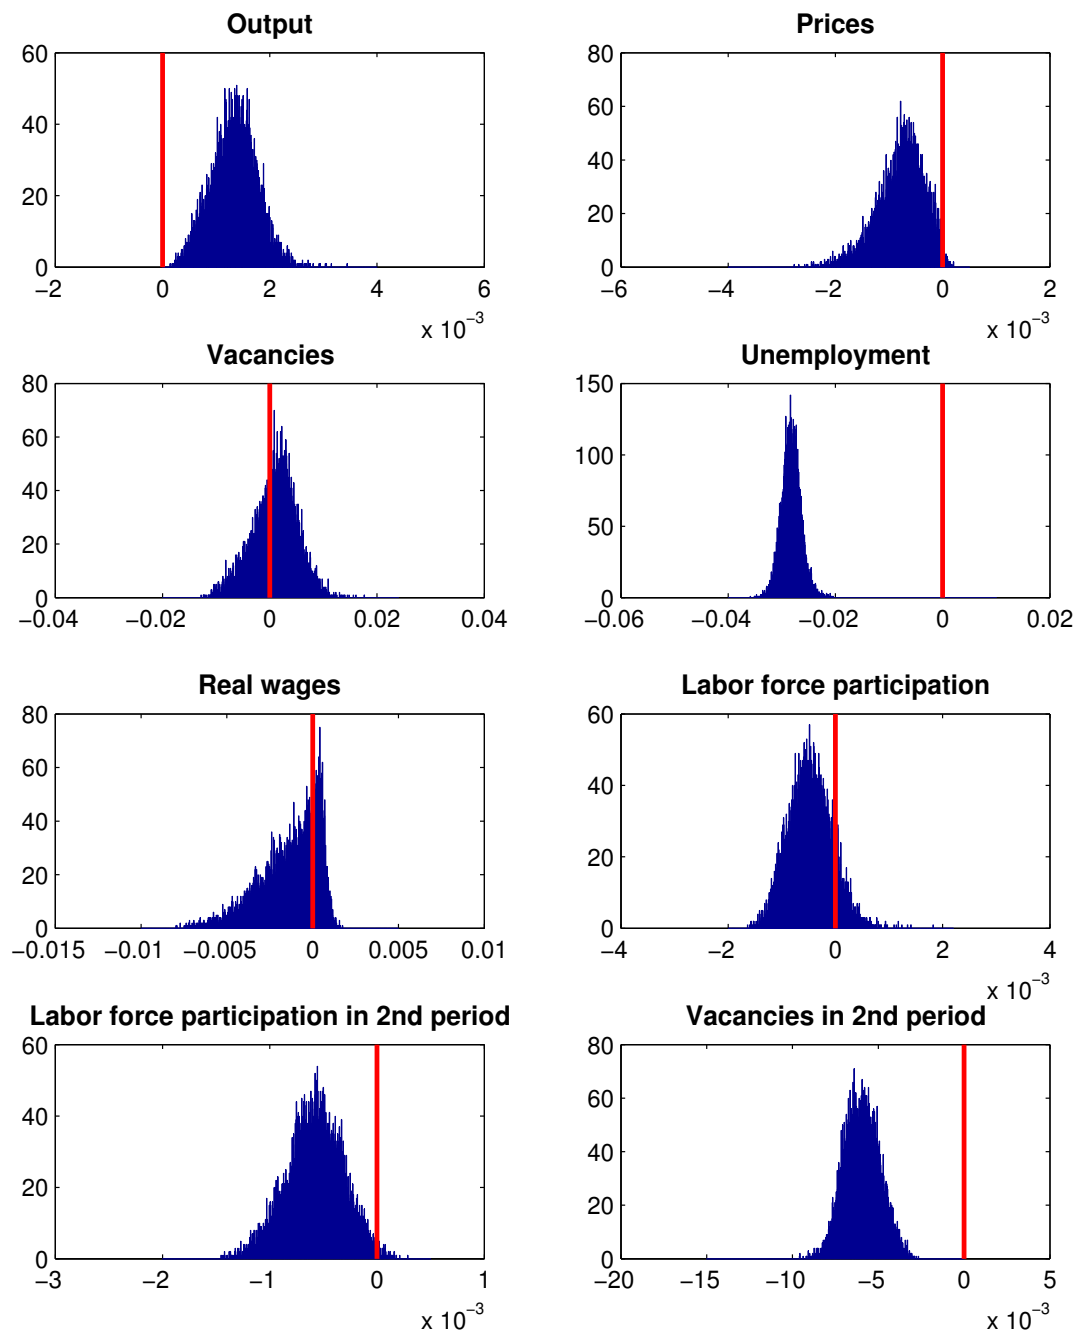 Output
60
40
20
0
−2 0 2 4 6
x 10−3
Prices
80
60
40
20
0
−6 −4 −2 0 2
x 10−3
Vacancies
80
60
40
20
0
−0.04 −0.02 0 0.02 0.04
Unemployment
150
100
50
0
−0.06 −0.04 −0.02 0 0.02
Real wages
80
60
40
20
0
−0.015 −0.01 −0.005 0 0.005 0.01
Labor force participation
60
40
20
0
−4 −2 0 2 4
x 10−3
Labor force participation in 2nd period
60
40
20
0
−3 −2 −1 0 1
x 10−3
Vacancies in 2nd period
80
60
40
20
0
−20 −15 −10 −5 0 5
x 10−3